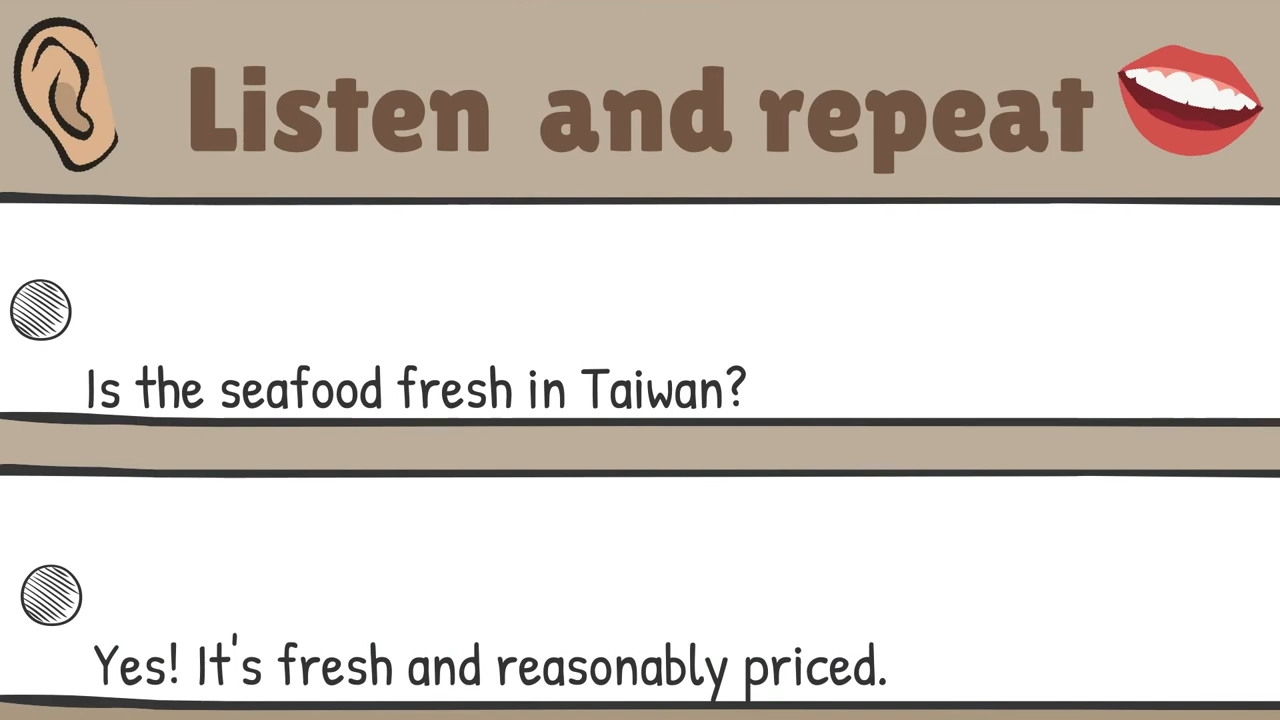 Listen and repeat
Is the seafood fresh in Taiwan?
Yes! It's fresh and reasonably priced.